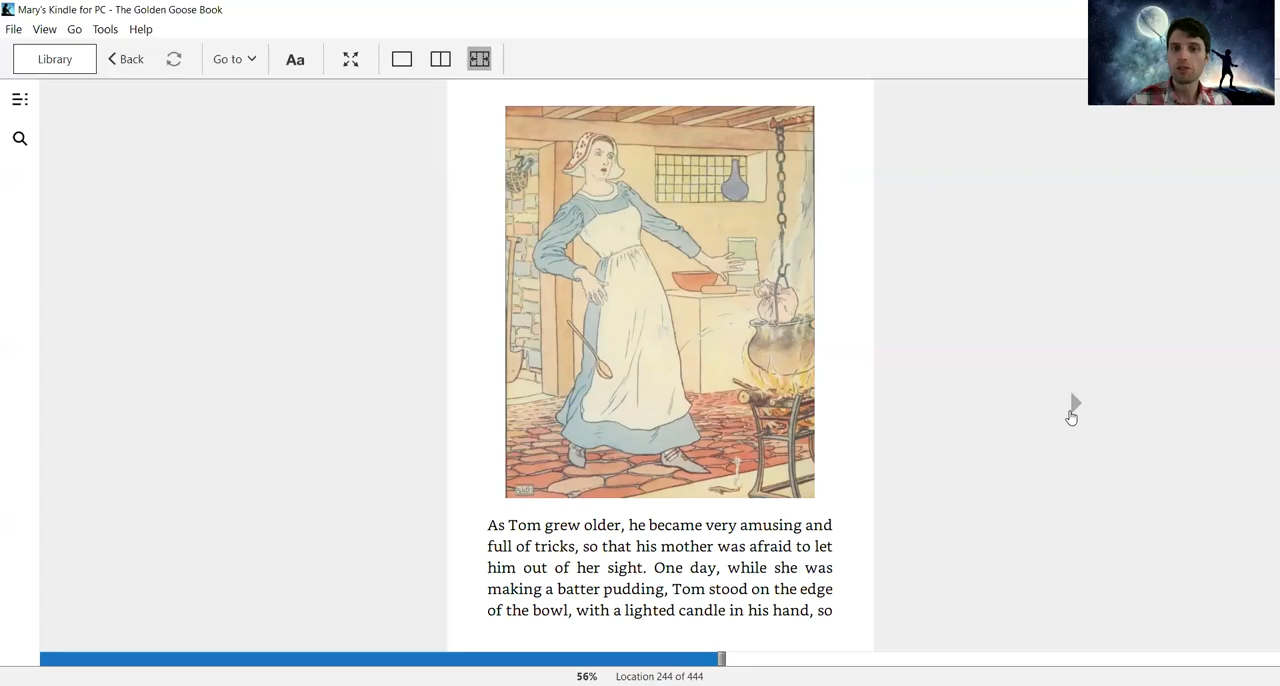 Mary's Kindle for PC - The Golden Goose Book
File View Go Tools Help
Library Back Go to Aa
As Tom grew older, he became very amusing and
full of tricks, so that his mother was afraid to let
him out of her sight. One day, while she was
making a batter pudding, Tom stood on the edge
of the bowl, with a lighted candle in his hand, so
56% Location 244 of 444